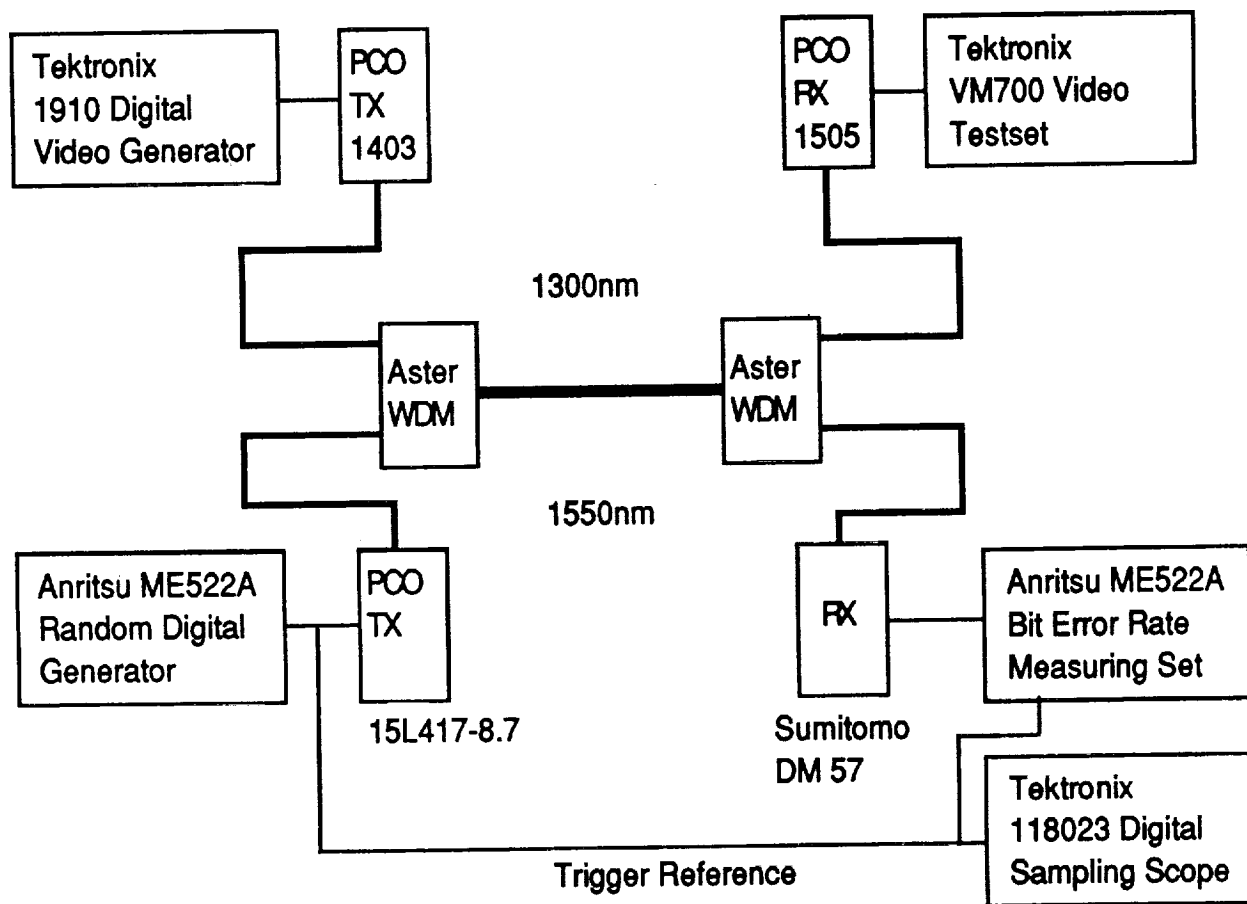 Tektronix
1910 Digital
Video Generator
PCO
TX
1403
PCO
RX
1505
Tektronix
VM700 Video
Testset
1300nm
Aster
WDM
Aster
WDM
1550nm
Anritsu ME522A
Random Digital
Generator
PCO
TX
15L417-8.7
RX
Sumitomo
DM 57
Anritsu ME522A
Bit Error Rate
Measuring Set
Tektronix
118023 Digital
Sampling Scope
Trigger Reference